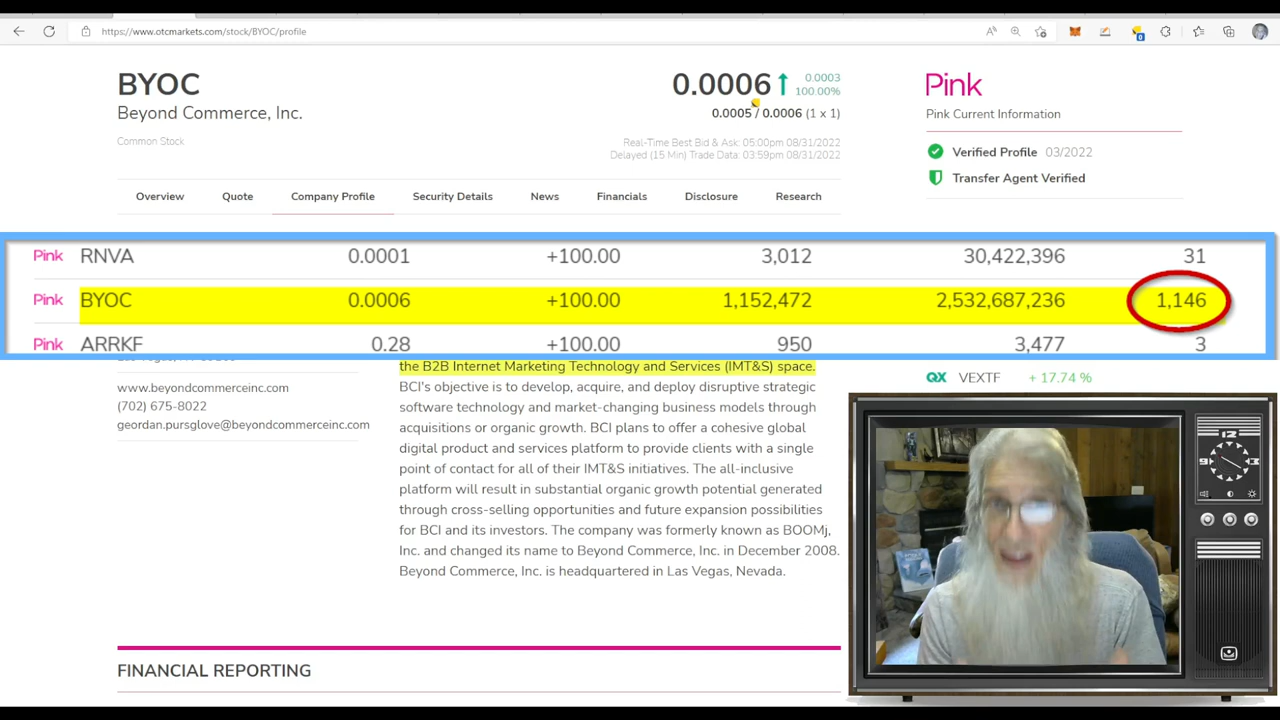 https://www.otcmarkets.com/stock/BYOC/profile
BYOC
Beyond Commerce, Inc.
Common Stock
0.0006
0.0003
100.00%
0.0005 / 0.0006 (1 x 1)
Real-Time Best Bid & Ask: 05:00pm 08/31/2022
Delayed (15 Min) Trade Data: 03:59pm 08/31/2022
Pink
Pink Current Information
Verified Profile 03/2022
Transfer Agent Verified
Overview Quote Company Profile Security Details News Financials Disclosure Research
Pink RNVA 0.0001 +100.00 3,012 30,422,396 31
Pink BYOC 0.0006 +100.00 1,152,472 2,532,687,236 1,146
Pink ARRKF 0.28 +100.00 950 3,477 3
www.beyondcommerceinc.com
(702) 675-8022
geordan.pursglove@beyondcommerceinc.com
the B2B Internet Marketing Technology and Services (IMT&S) space.
BCI's objective is to develop, acquire, and deploy disruptive strategic
software technology and market-changing business models through
acquisitions of organic growth. BCI plans to offer a cohesive global
digital product and services platform to provide clients with a single
point of contact for all of their IMT&S initiatives. The all-inclusive
platform will result in substantial organic growth potential generated
through cross-selling opportunities and future expansion possibilities
for BCI and its investors. The company was formerly known as BOOMj,
Inc. and changed its name to Beyond Commerce, Inc. in December 2008.
Beyond Commerce, Inc. is headquartered in Las Vegas, Nevada.
QX VEXTF + 17.74 %
12
9 3
FINANCIAL REPORTING